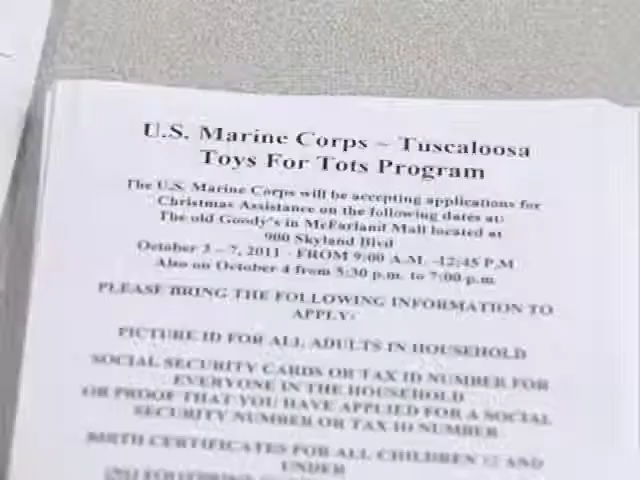 U.S. Marine Corps – Tuscaloosa
Toys For Tots Program
The U.S. Marine Corps will be accepting applications for
Christmas Assistance on the following dates at:
The old Goody's in McFarland Mall located at
900 Skyland Blvd
October 3 – 7, 2011 - FROM 9:00 A.M. -12:45 P.M
Also on October 4 from 5:30 p.m. to 7:00 p.m
PLEASE BRING THE FOLLOWING INFORMATION TO
APPLY:
PICTURE ID FOR ALL ADULTS IN HOUSEHOLD
SOCIAL SECURITY CARDS OR TAX ID NUMBER FOR
EVERYONE IN THE HOUSEHOLD
OR PROOF THAT YOU HAVE APPLIED FOR A SOCIAL
SECURITY NUMBER OR TAX ID NUMBER
BIRTH CERTIFICATES FOR ALL CHILDREN 12 AND
UNDER